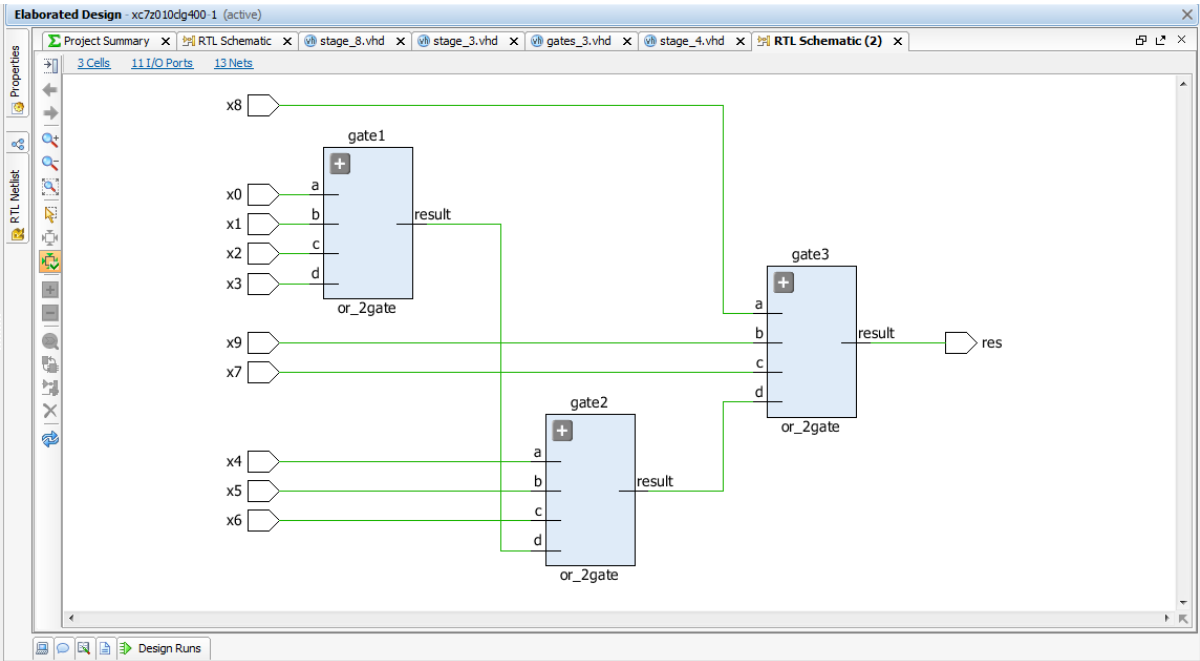 Elaborated Design - xc7z010clg400-1 (active)
Project Summary RTL Schematic stage_8.vhd stage_3.vhd gates_3.vhd stage_4.vhd RTL Schematic (2)
Properties
RTL Netlist
3 Cells 11 I/O Ports 13 Nets
x8
gate1
a
x0
b
x1
result
c
x2
d
x3
or_2gate
gate3
a
x9
b
result
res
x7
c
d
or_2gate
gate2
x4
a
x5
b
result
x6
c
d
or_2gate
Design Runs